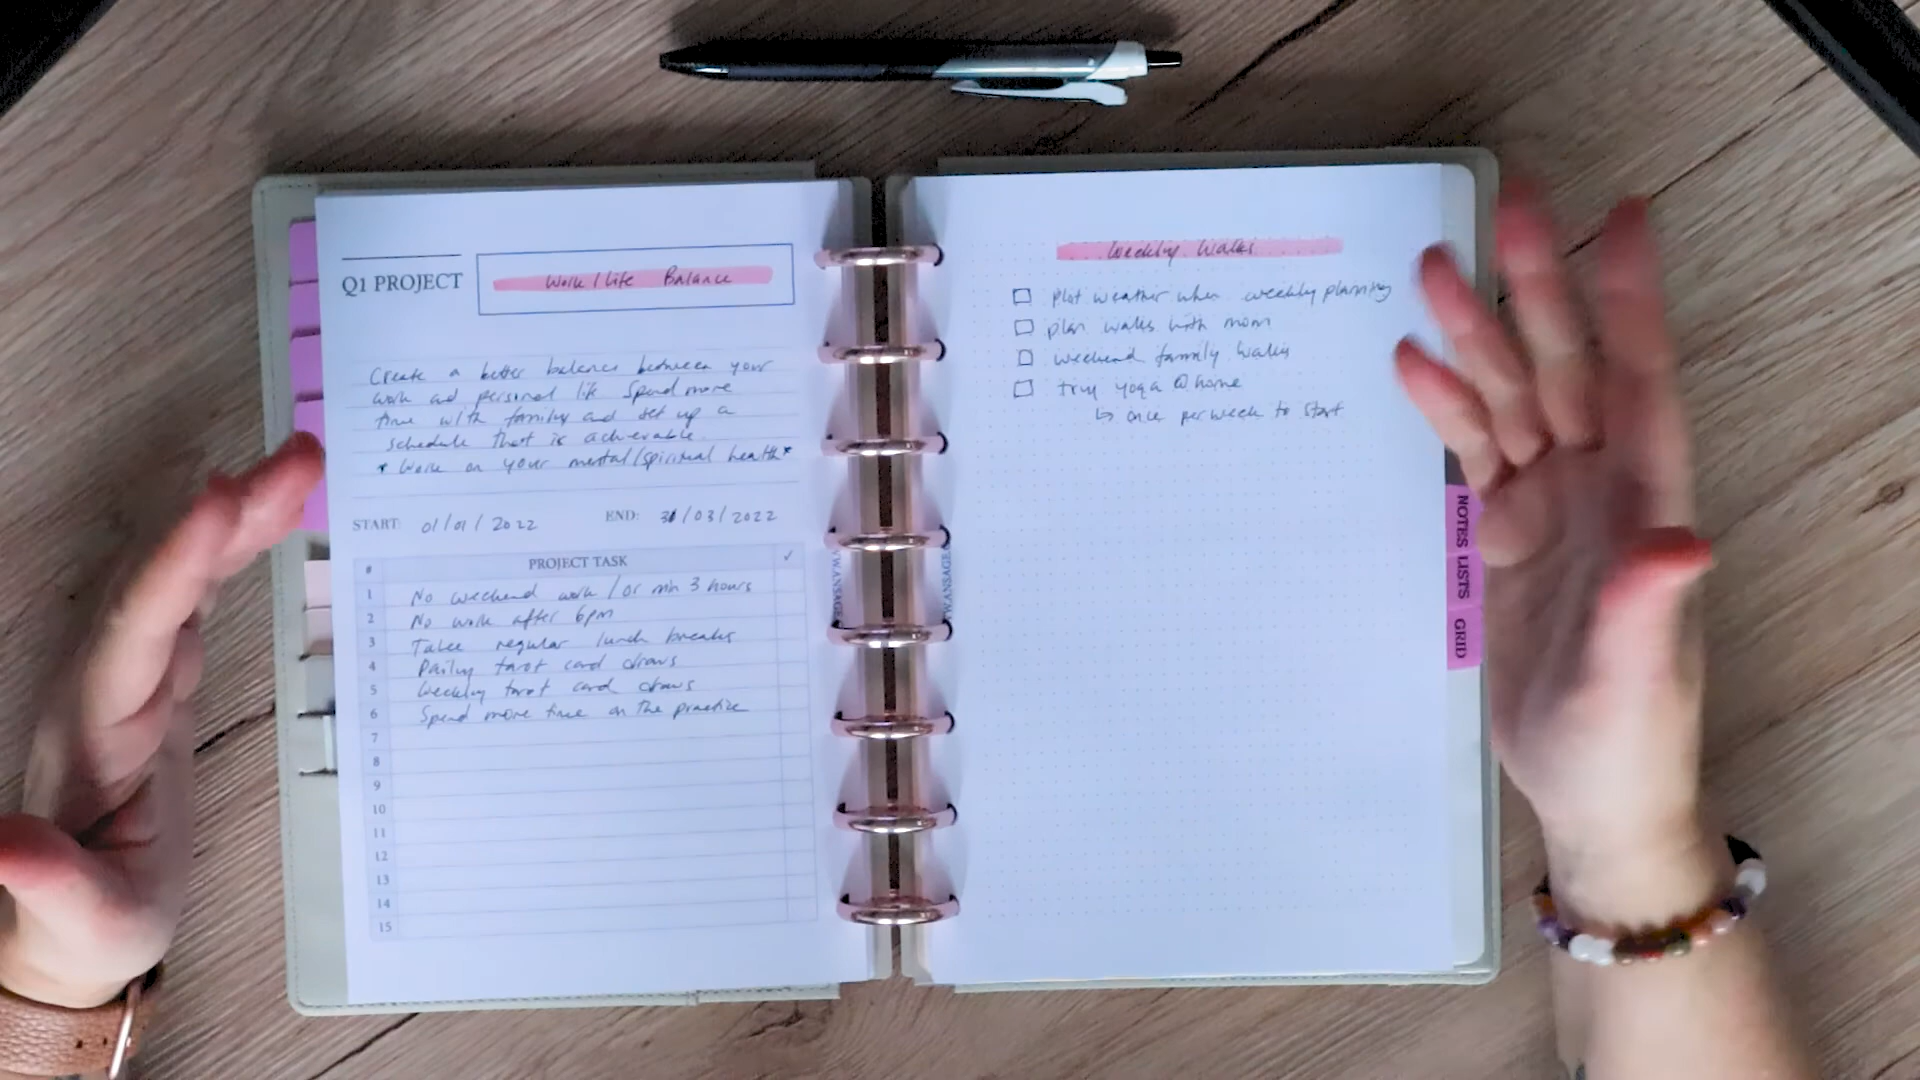 Q1 PROJECT
Work/Life Balance
Create a better balance between your
work and personal life. Spend more
time with family and set up a
schedule that is achievable.
* Work on your mental/spiritual health*
START: 01/01/2022 END: 31/03/2022
# PROJECT TASK ✓
1 No weekend work / or min 3 hours
2 No work after 6pm
3 Take regular lunch breaks
4 Daily tarot card draws
5 Weekly tarot card draws
6 Spend more time on the practice
7
8
9
10
11
12
13
14
15
Weekly Walks
plot weather when weekly planning
plan walks with mom
weekend family walks
try yoga @ home
↳ once per week to start
NOTES
LISTS
GRID